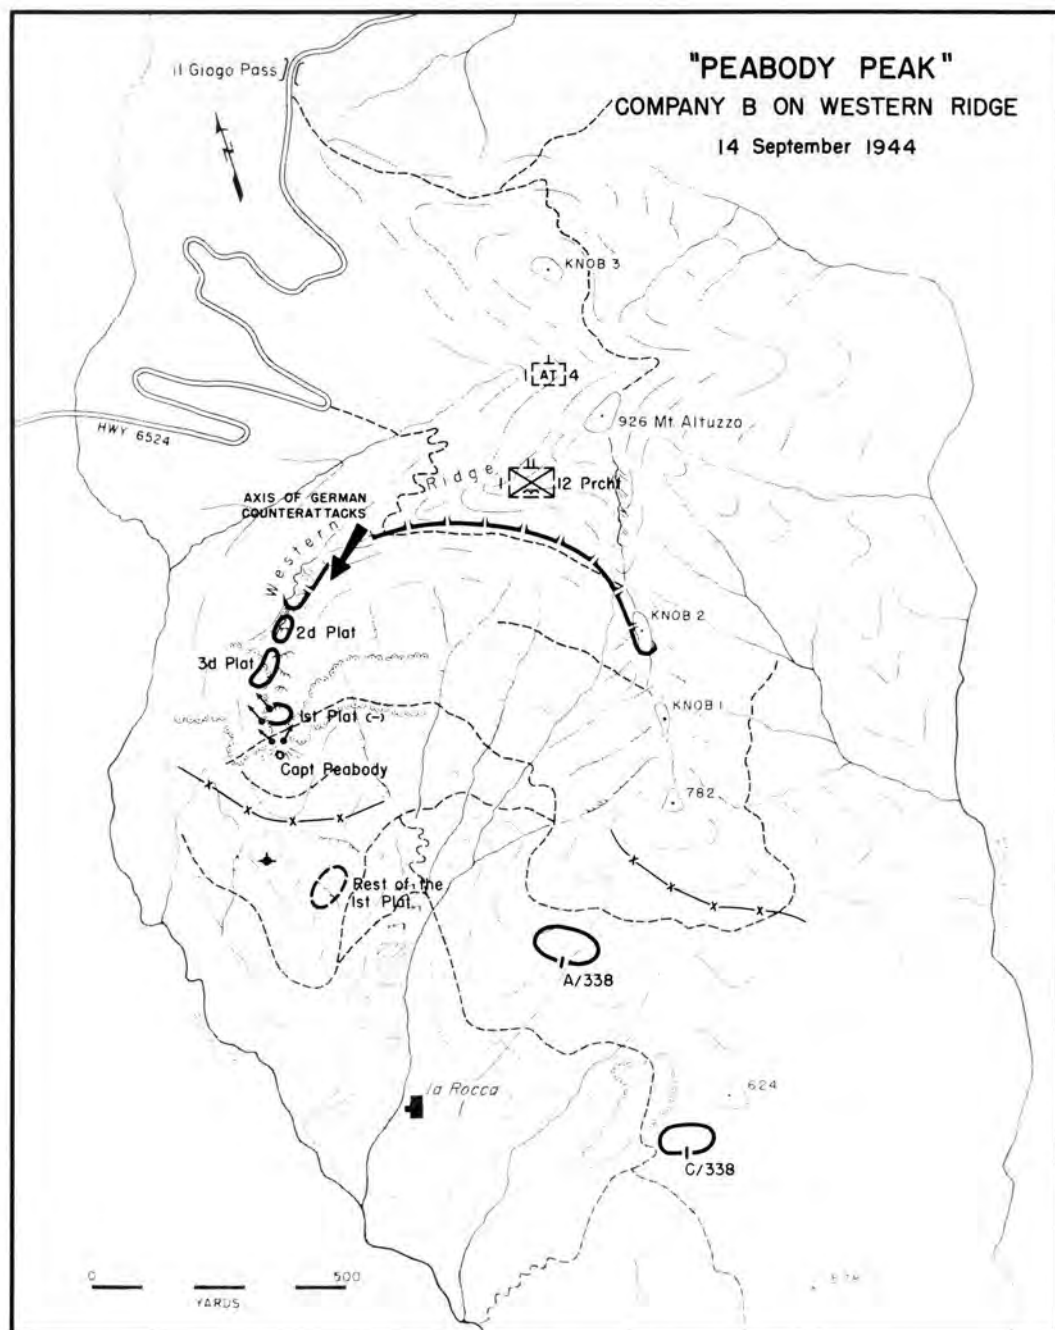 "PEABODY PEAK"
COMPANY B ON WESTERN RIDGE
14 September 1944
il Giogo Pass
KNOB 3
1 AT 4
926 Mt. Altuzzo
HWY 6524
Western Ridge
1 12 Prcht
AXIS OF GERMAN
COUNTERATTACKS
KNOB 2
2d Plat
3d Plat
KNOB 1
1st Plat (-)
Capt Peabody
782
X X X X
Rest of the
1st Plat
X X X X
A/338
la Rocca
624
C/338
0 500
YARDS